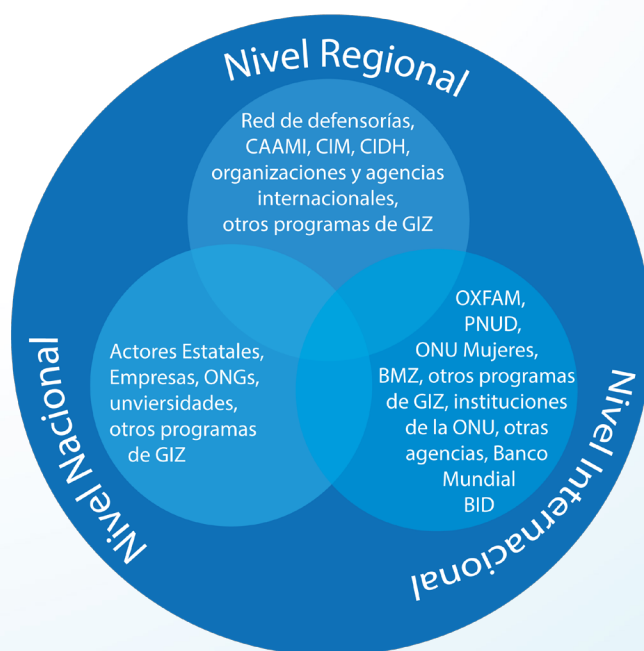 Nivel Regional
Red de defensorías,
CAAMI, CIM, CIDH,
organizaciones y agencias
internacionales,
otros programas de GIZ
Nivel Nacional
Actores Estatales,
Empresas, ONGs,
unviersidades,
otros programas
de GIZ
Nivel Internacional
OXFAM,
PNUD,
ONU Mujeres,
BMZ, otros programas
de GIZ, instituciones
de la ONU, otras
agencias, Banco
Mundial
BID